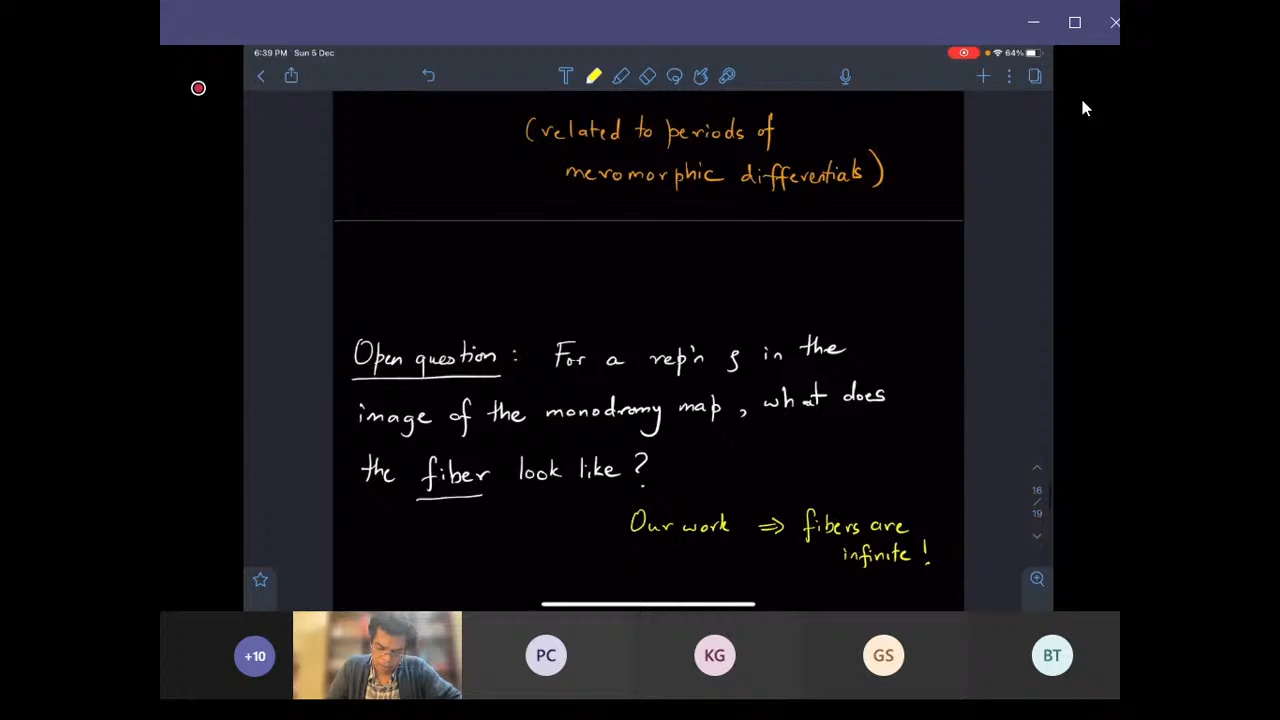 6:39 PM Sun 5 Dec
64%
(related to periods of
meromorphic differentials)
Open question : For a rep'n ρ in the
image of the monodromy map, what does
the fiber look like?
16
/
19
Our work ⇒ fibers are
infinite!
+10
PC
KG
GS
BT